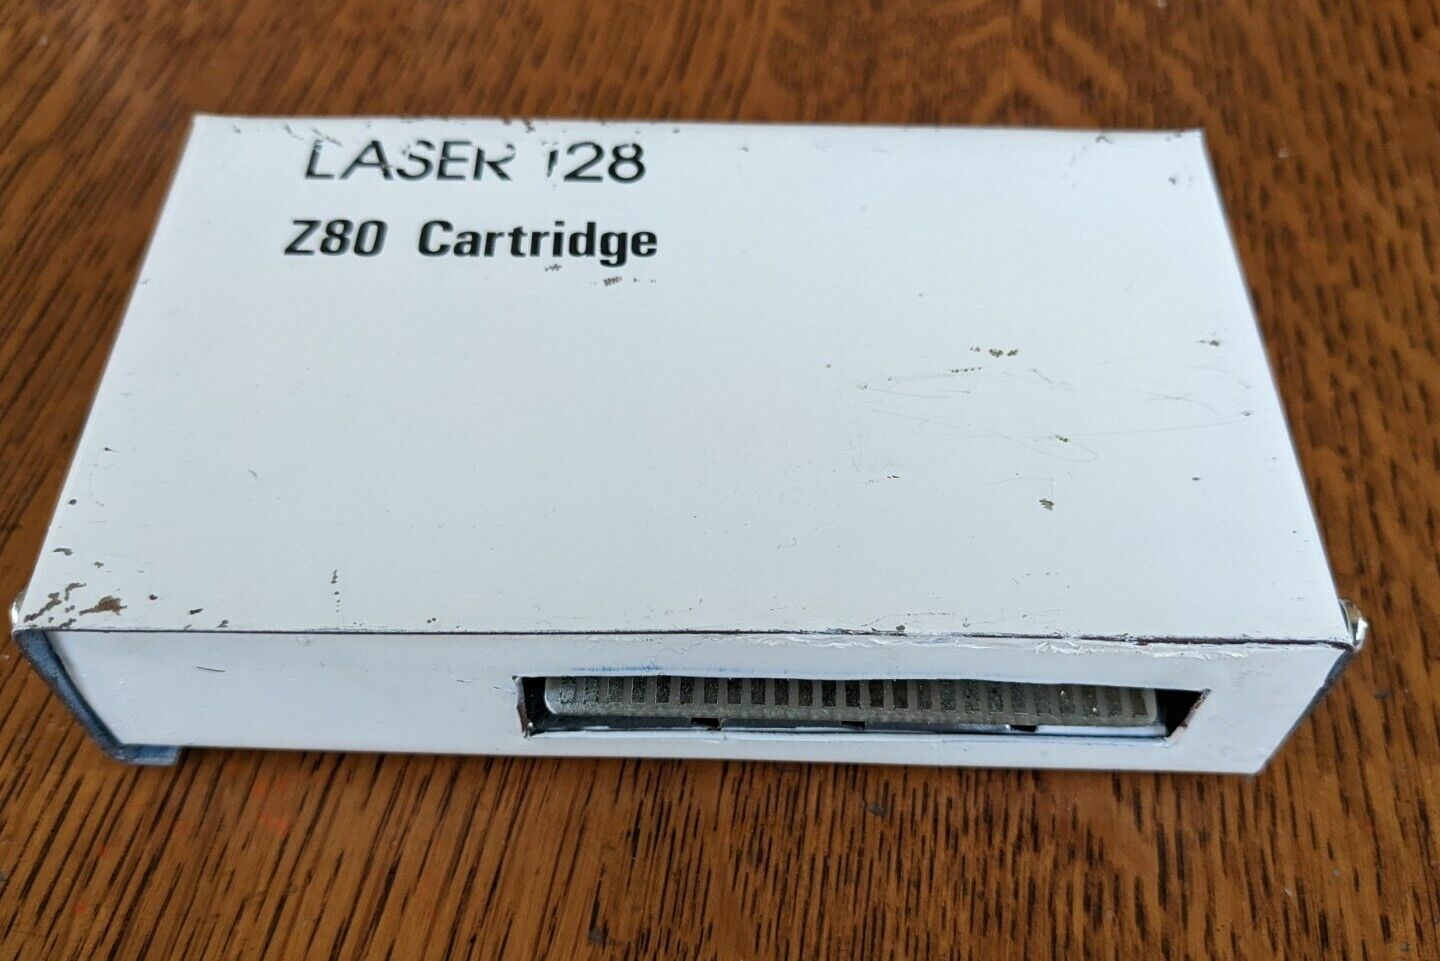 LASER 128
Z80 Cartridge